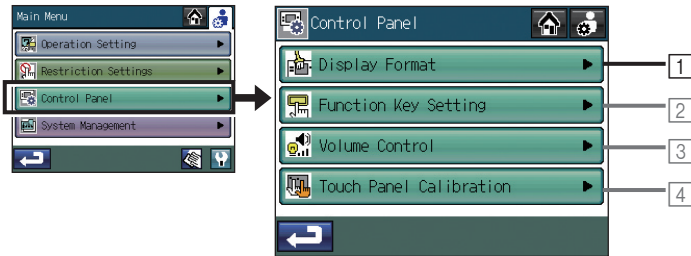 Main Menu
Operation Setting
Restriction Settings
Control Panel
System Management
Control Panel
Display Format
Function Key Setting
Volume Control
Touch Panel Calibration
1
2
3
4